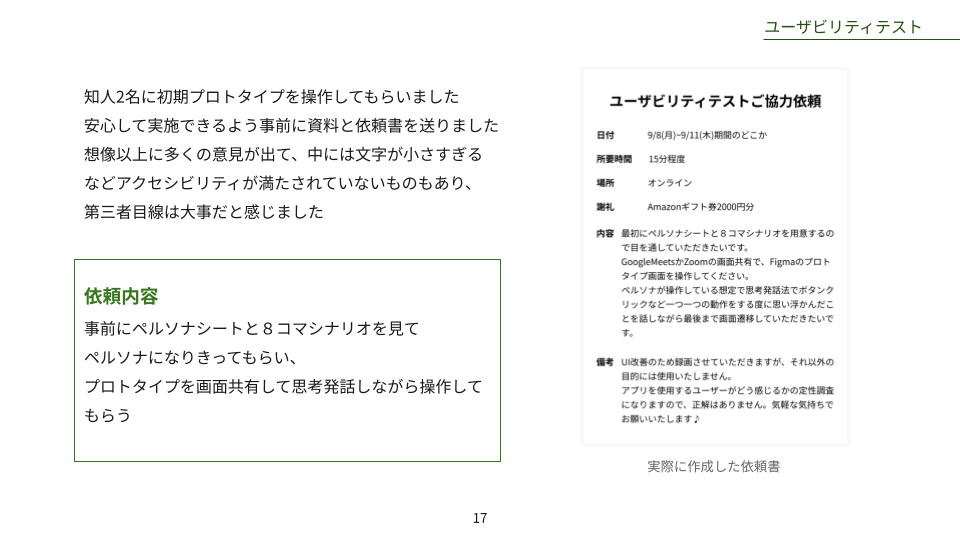 ユーザビリティテスト
知人2名に初期プロトタイプを操作してもらいました
安心して実施できるよう事前に資料と依頼書を送りました
想像以上に多くの意見が出て、中には文字が小さすぎる
などアクセシビリティが満たされていないものもあり、
第三者目線は大事だと感じました
依頼内容
事前にペルソナシートと８コマシナリオを見て
ペルソナになりきってもらい、
プロトタイプを画面共有して思考発話しながら操作して
もらう
ユーザビリティテストご協力依頼
日付 9/8(月)~9/11(木)期間のどこか
所要時間 15分程度
場所 オンライン
謝礼 Amazonギフト券2000円分
内容 最初にペルソナシートと８コマシナリオを用意するの
で目を通していただきたいです。
GoogleMeetsかZoomの画面共有で、Figmaのプロト
タイプ画面を操作してください。
ペルソナが操作している想定で思考発話法でボタンク
リックなど一つ一つの動作をする度に思い浮かんだこ
とを話しながら最後まで画面遷移していただきたいで
す。
備考 UI改善のため録画させていただきますが、それ以外の
目的には使用いたしません。
アプリを使用するユーザーがどう感じるかの定性調査
になりますので、正解はありません。気軽な気持ちで
お願いいたします♪
実際に作成した依頼書
17